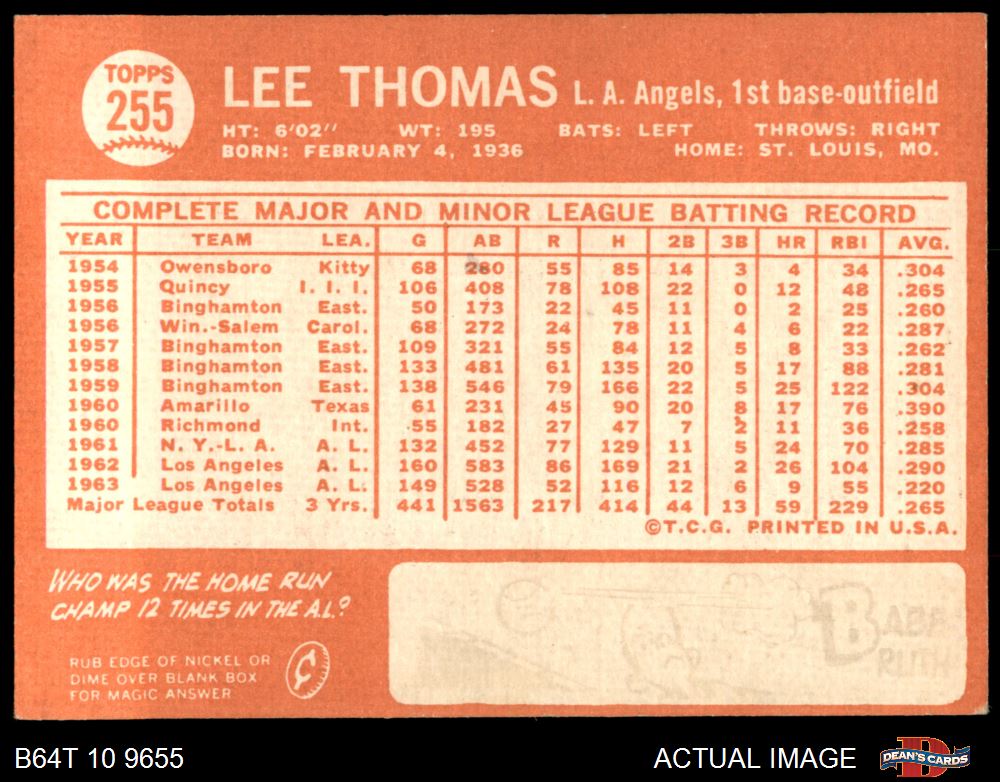 TOPPS
255
LEE THOMAS L. A. Angels, 1st base-outfield
HT: 6'02" WT: 195 BATS: LEFT THROWS: RIGHT
BORN: FEBRUARY 4, 1936 HOME: ST. LOUIS, MO.
COMPLETE MAJOR AND MINOR LEAGUE BATTING RECORD
YEAR TEAM LEA. G AB R H 2B 3B HR RBI AVG.
1954 Owensboro Kitty 68 280 55 85 14 3 4 34 .304
1955 Quincy I. I. I. 106 408 78 108 22 0 12 48 .265
1956 Binghamton East. 50 173 22 45 11 0 2 25 .260
1956 Win.-Salem Carol. 68 272 24 78 11 4 6 22 .287
1957 Binghamton East. 109 321 55 84 12 5 8 33 .262
1958 Binghamton East. 133 481 61 135 20 5 17 88 .281
1959 Binghamton East. 138 546 79 166 22 5 25 122 .304
1960 Amarillo Texas 61 231 45 90 20 8 17 76 .390
1960 Richmond Int. 55 182 27 47 7 2 11 36 .258
1961 N. Y.-L. A. A. L. 132 452 77 129 11 5 24 70 .285
1962 Los Angeles A. L. 160 583 86 169 21 2 26 104 .290
1963 Los Angeles A. L. 149 528 52 116 12 6 9 55 .220
Major League Totals 3 Yrs. 441 1563 217 414 44 13 59 229 .265
©T.C.G. PRINTED IN U.S.A.
WHO WAS THE HOME RUN
CHAMP 12 TIMES IN THE A.L.?
RUB EDGE OF NICKEL OR
DIME OVER BLANK BOX
FOR MAGIC ANSWER
BABE
RUTH
B64T 10 9655 ACTUAL IMAGE DEAN'S CARDS